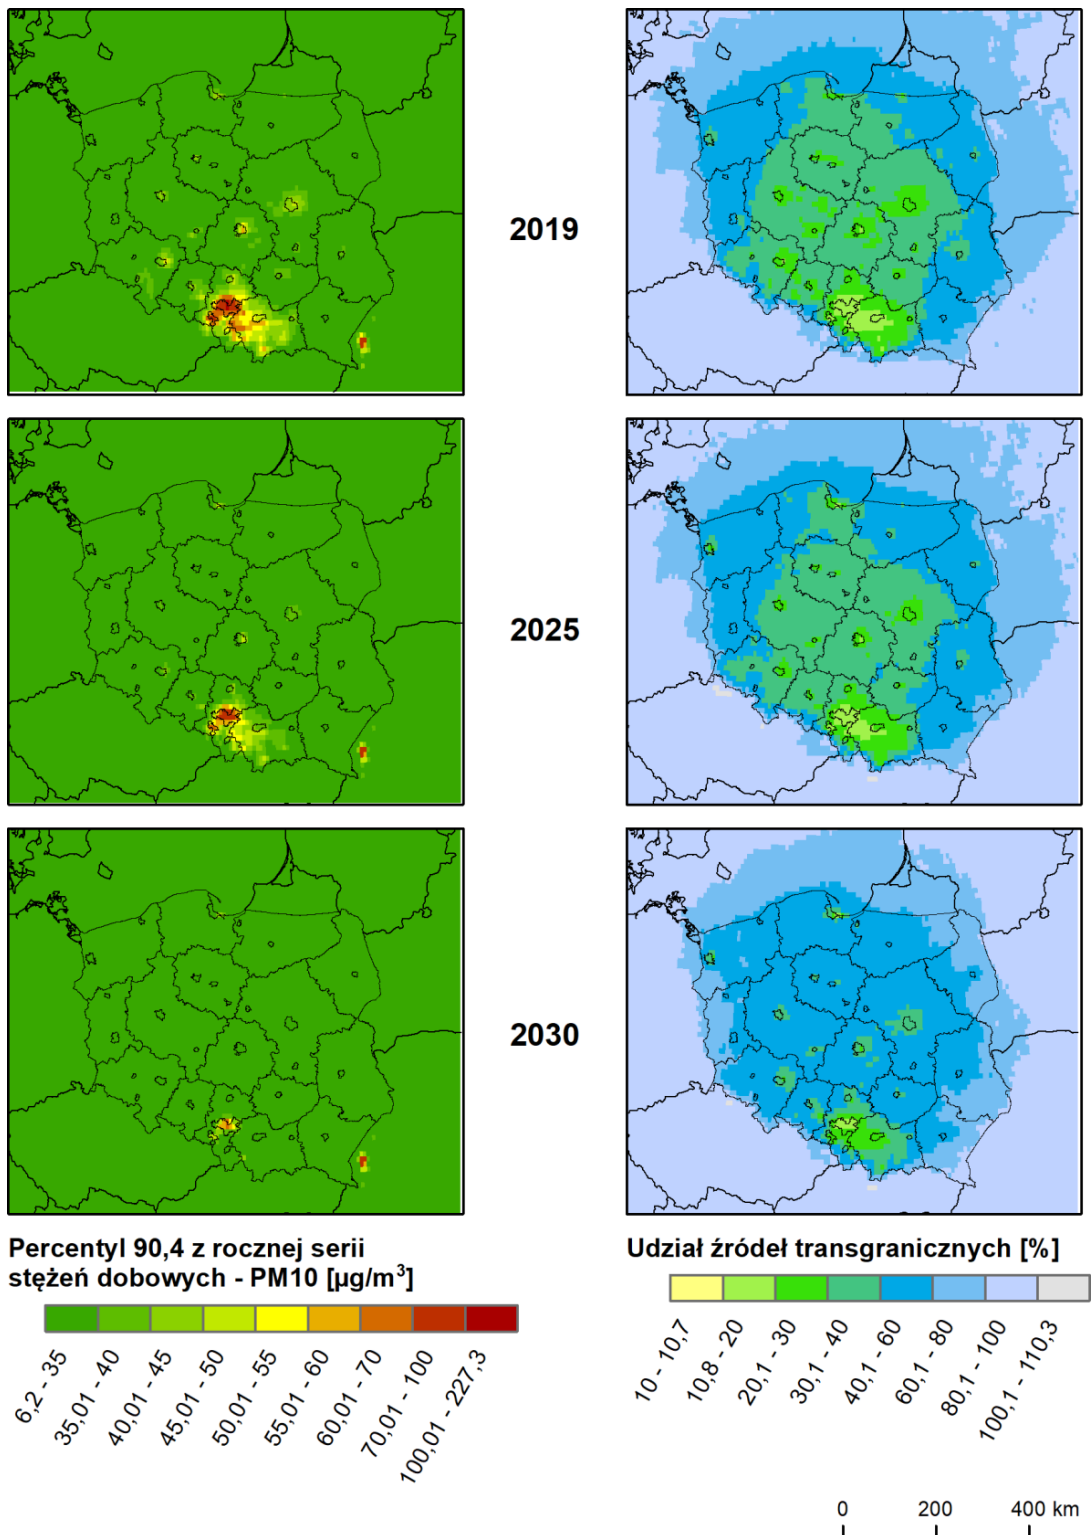 2019
2025
2030
Percentyl 90,4 z rocznej serii
stężeń dobowych - PM10 [µg/m³]
6,2 - 35
35,01 - 40
40,01 - 45
45,01 - 50
50,01 - 55
55,01 - 60
60,01 - 70
70,01 - 100
100,01 - 227,3
Udział źródeł transgranicznych [%]
10 - 10,7
10,8 - 20
20,1 - 30
30,1 - 40
40,1 - 60
60,1 - 80
80,1 - 100
100,1 - 110,3
0 200 400 km